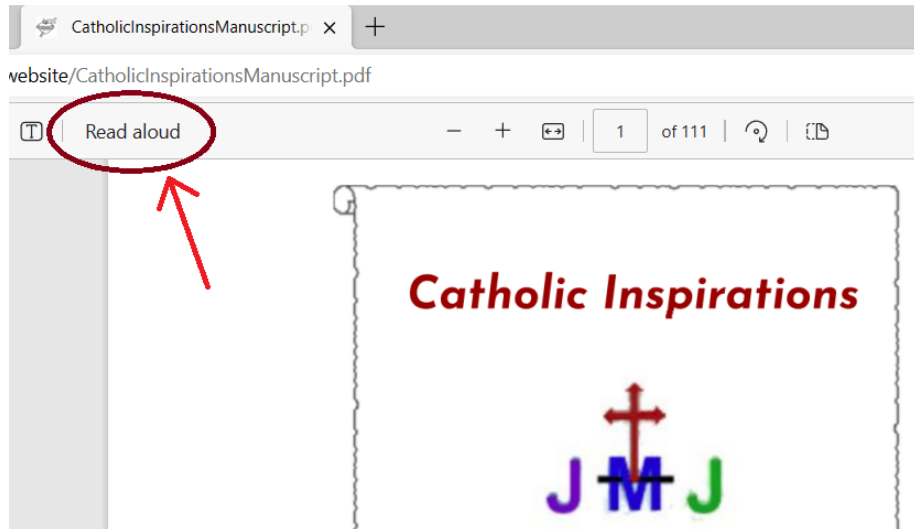 CatholicInspirationsManuscript.p
website/CatholicInspirationsManuscript.pdf
T Read aloud 1 of 111
Catholic Inspirations
J M J